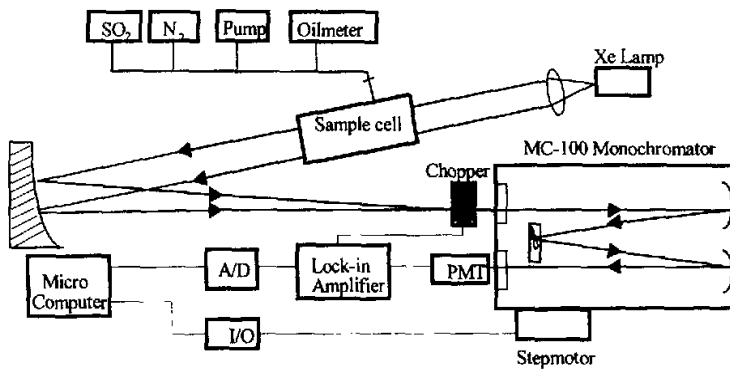 SO₂ N₂ Pump Oilmeter
Xe Lamp
Sample cell
MC-100 Monochromator
Chopper
Micro
Computer
A/D
Lock-in
Amplifier
PMT
I/O
Stepmotor